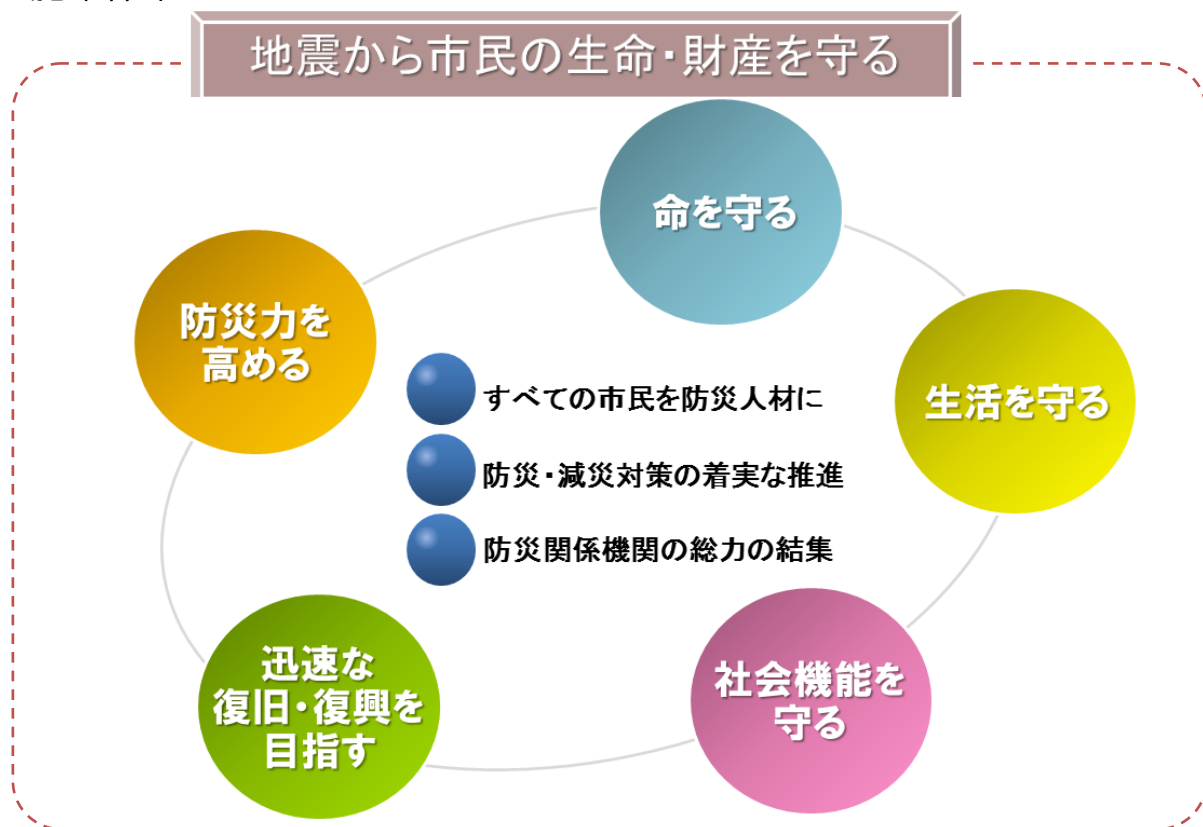 地震から市民の生命・財産を守る
命を守る
防災力を
高める
生活を守る
すべての市民を防災人材に
防災・減災対策の着実な推進
防災関係機関の総力の結集
迅速な
復旧・復興を
目指す
社会機能を
守る